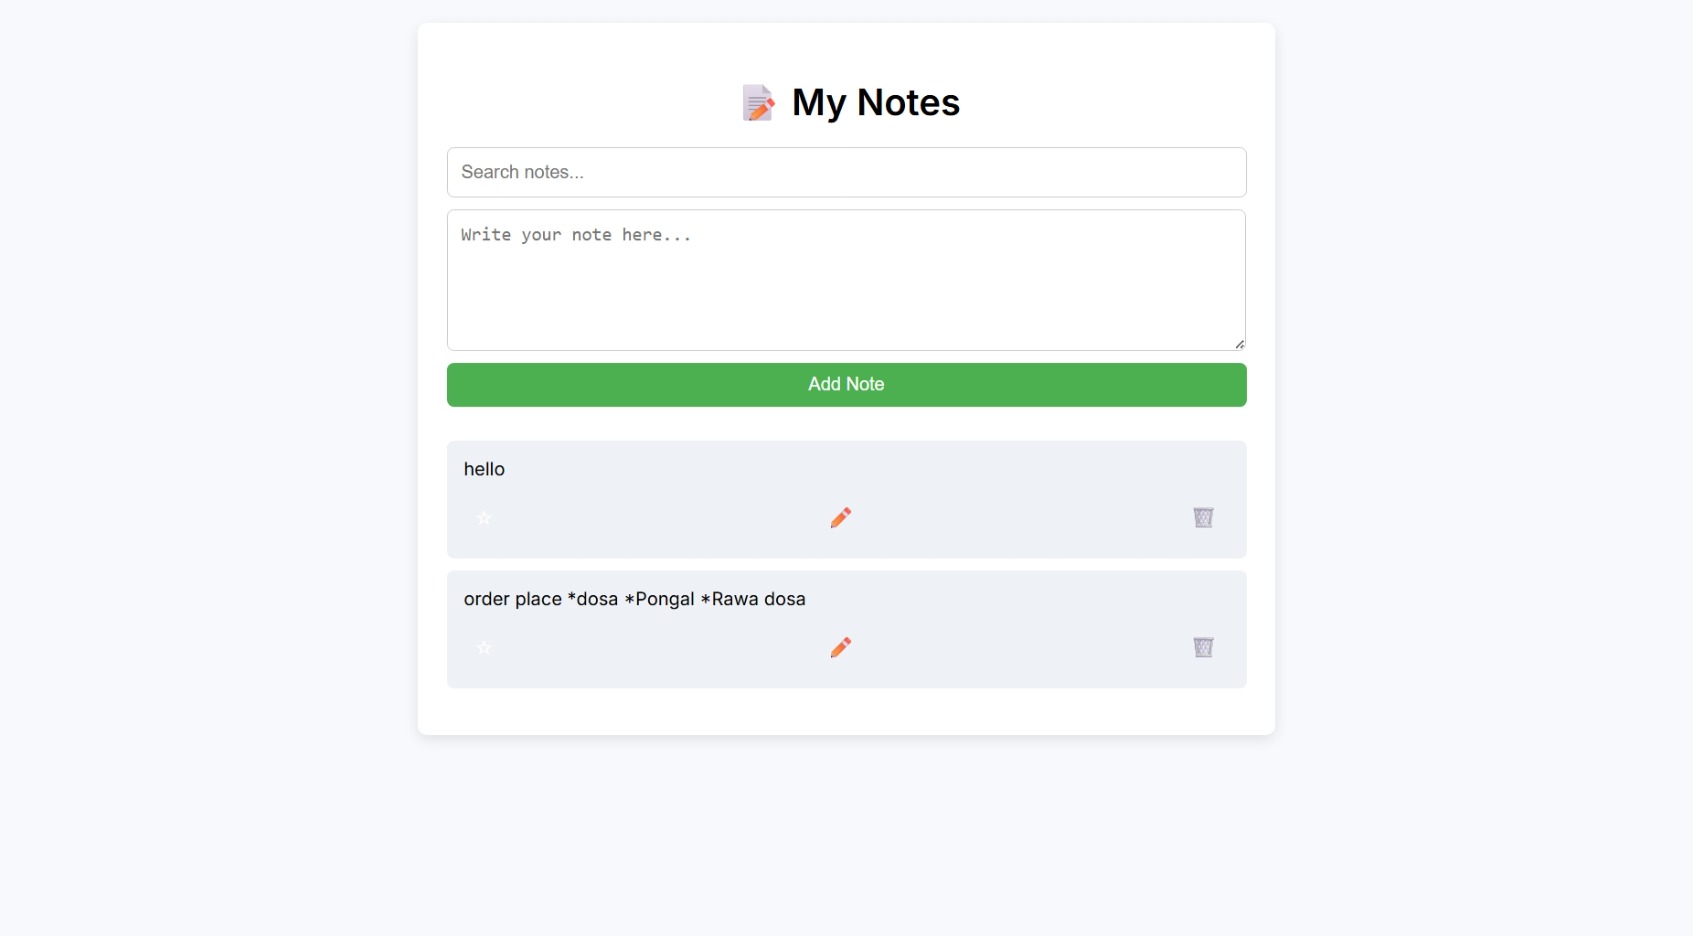 My Notes
Search notes...
Write your note here...
Add Note
hello
order place *dosa *Pongal *Rawa dosa